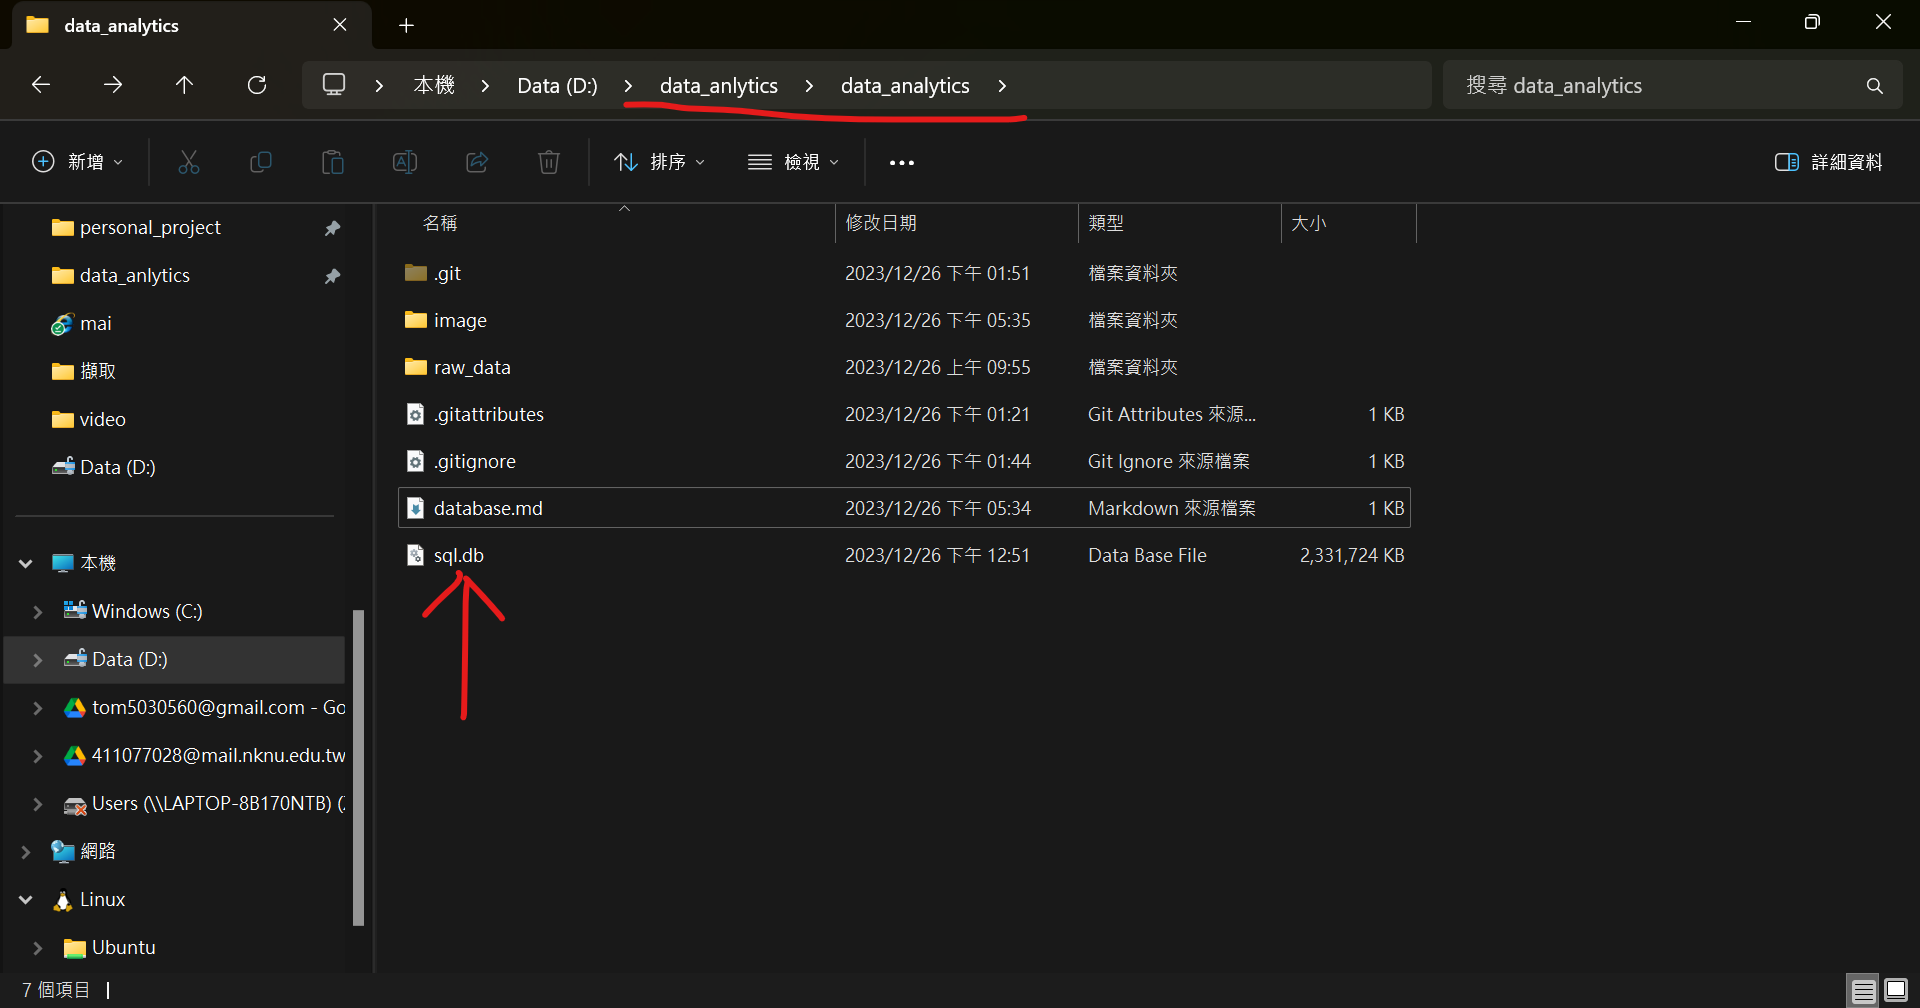 data_analytics
本機 Data (D:) data_anlytics data_analytics 搜尋 data_analytics
新增 排序 檢視 詳細資料
personal_project
data_anlytics
mai
擷取
video
Data (D:)
本機
Windows (C:)
Data (D:)
tom5030560@gmail.com - Go
411077028@mail.nknu.edu.tw
Users (\\LAPTOP-8B170NTB) (
網路
Linux
Ubuntu
名稱 修改日期 類型 大小
.git 2023/12/26 下午 01:51 檔案資料夾
image 2023/12/26 下午 05:35 檔案資料夾
raw_data 2023/12/26 上午 09:55 檔案資料夾
.gitattributes 2023/12/26 下午 01:21 Git Attributes 來源... 1 KB
.gitignore 2023/12/26 下午 01:44 Git Ignore 來源檔案 1 KB
database.md 2023/12/26 下午 05:34 Markdown 來源檔案 1 KB
sql.db 2023/12/26 下午 12:51 Data Base File 2,331,724 KB
7 個項目